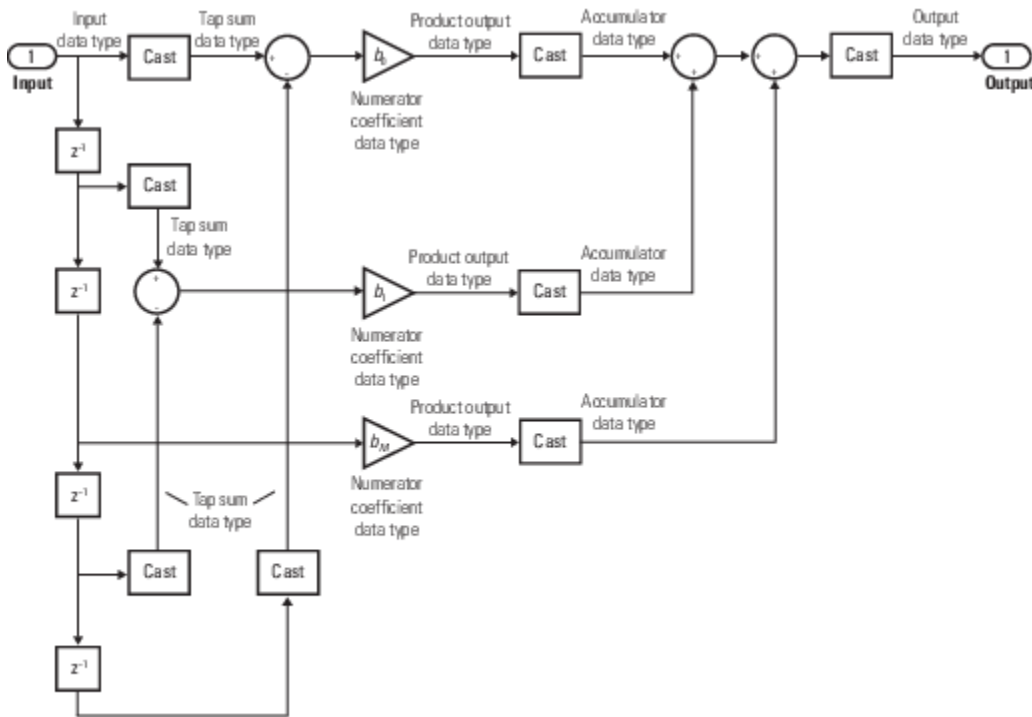 Input
data type
Tap sum
data type
Product output
data type
Accumulator
data type
Output
data type
1
Input
Cast
+
-
b0
Cast
+
+
+
+
Cast
1
Output
Numerator
coefficient
data type
z-1
Cast
Tap sum
data type
z-1
+
-
b1
Product output
data type
Cast
Accumulator
data type
Numerator
coefficient
data type
bM
Product output
data type
Cast
Accumulator
data type
z-1
Tap sum
data type
Numerator
coefficient
data type
Cast
Cast
z-1